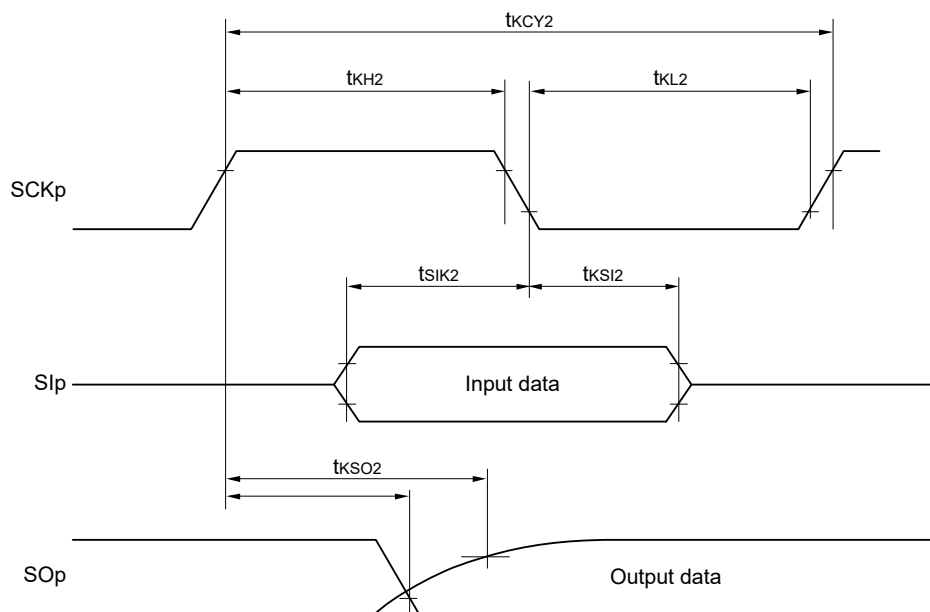 tKCY2
tKH2
tKL2
SCKp
tSIK2
tKSI2
SIp
Input data
tKSO2
SOp
Output data